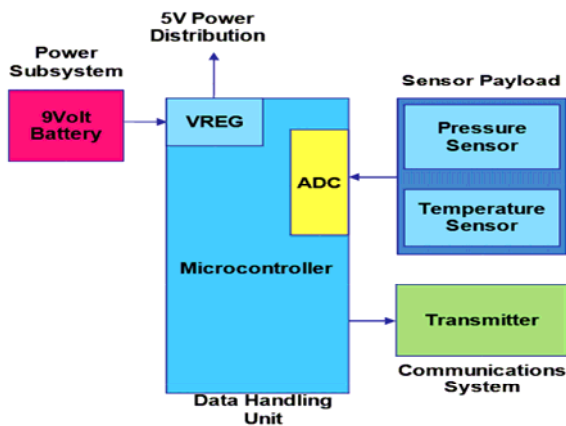 5V Power
Distribution
Power
Subsystem
9Volt
Battery
VREG
ADC
Microcontroller
Data Handling
Unit
Sensor Payload
Pressure
Sensor
Temperature
Sensor
Transmitter
Communications
System